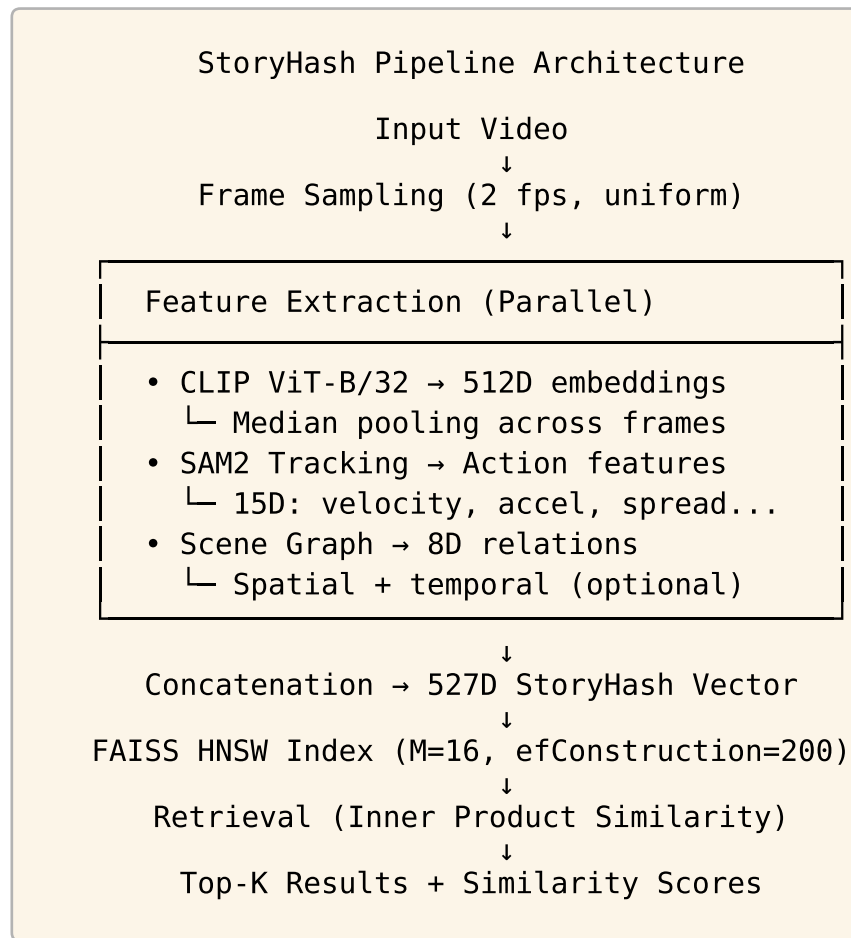 StoryHash Pipeline Architecture
Input Video
↓
Frame Sampling (2 fps, uniform)
↓
Feature Extraction (Parallel)
• CLIP ViT-B/32 → 512D embeddings
└─ Median pooling across frames
• SAM2 Tracking → Action features
└─ 15D: velocity, accel, spread...
• Scene Graph → 8D relations
└─ Spatial + temporal (optional)
↓
Concatenation → 527D StoryHash Vector
↓
FAISS HNSW Index (M=16, efConstruction=200)
↓
Retrieval (Inner Product Similarity)
↓
Top-K Results + Similarity Scores